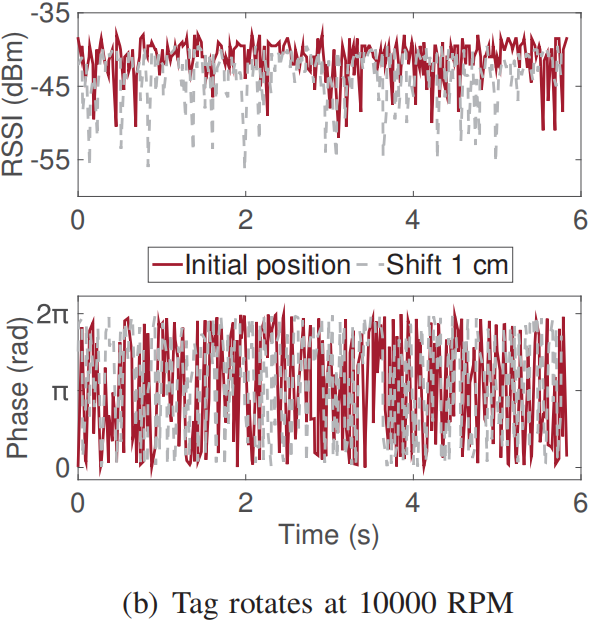 -35
-45
-55
RSSI (dBm)
0 2 4 6
Initial position Shift 1 cm
2π
π
0
Phase (rad)
0 2 4 6
Time (s)
(b) Tag rotates at 10000 RPM